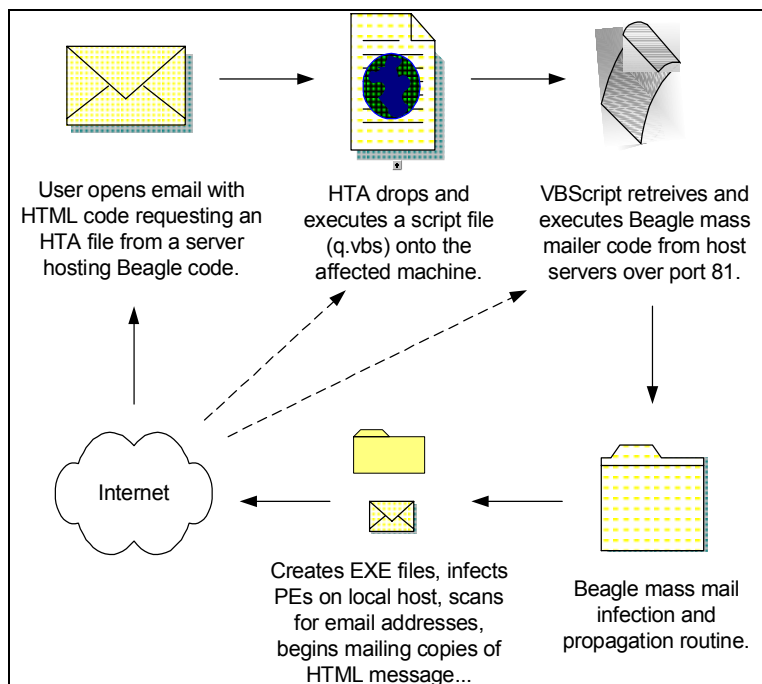 User opens email with
HTML code requesting an
HTA file from a server
hosting Beagle code.
HTA drops and
executes a script file
(q.vbs) onto the
affected machine.
VBScript retreives and
executes Beagle mass
mailer code from host
servers over port 81.
Internet
Creates EXE files, infects
PEs on local host, scans
for email addresses,
begins mailing copies of
HTML message...
Beagle mass mail
infection and
propagation routine.